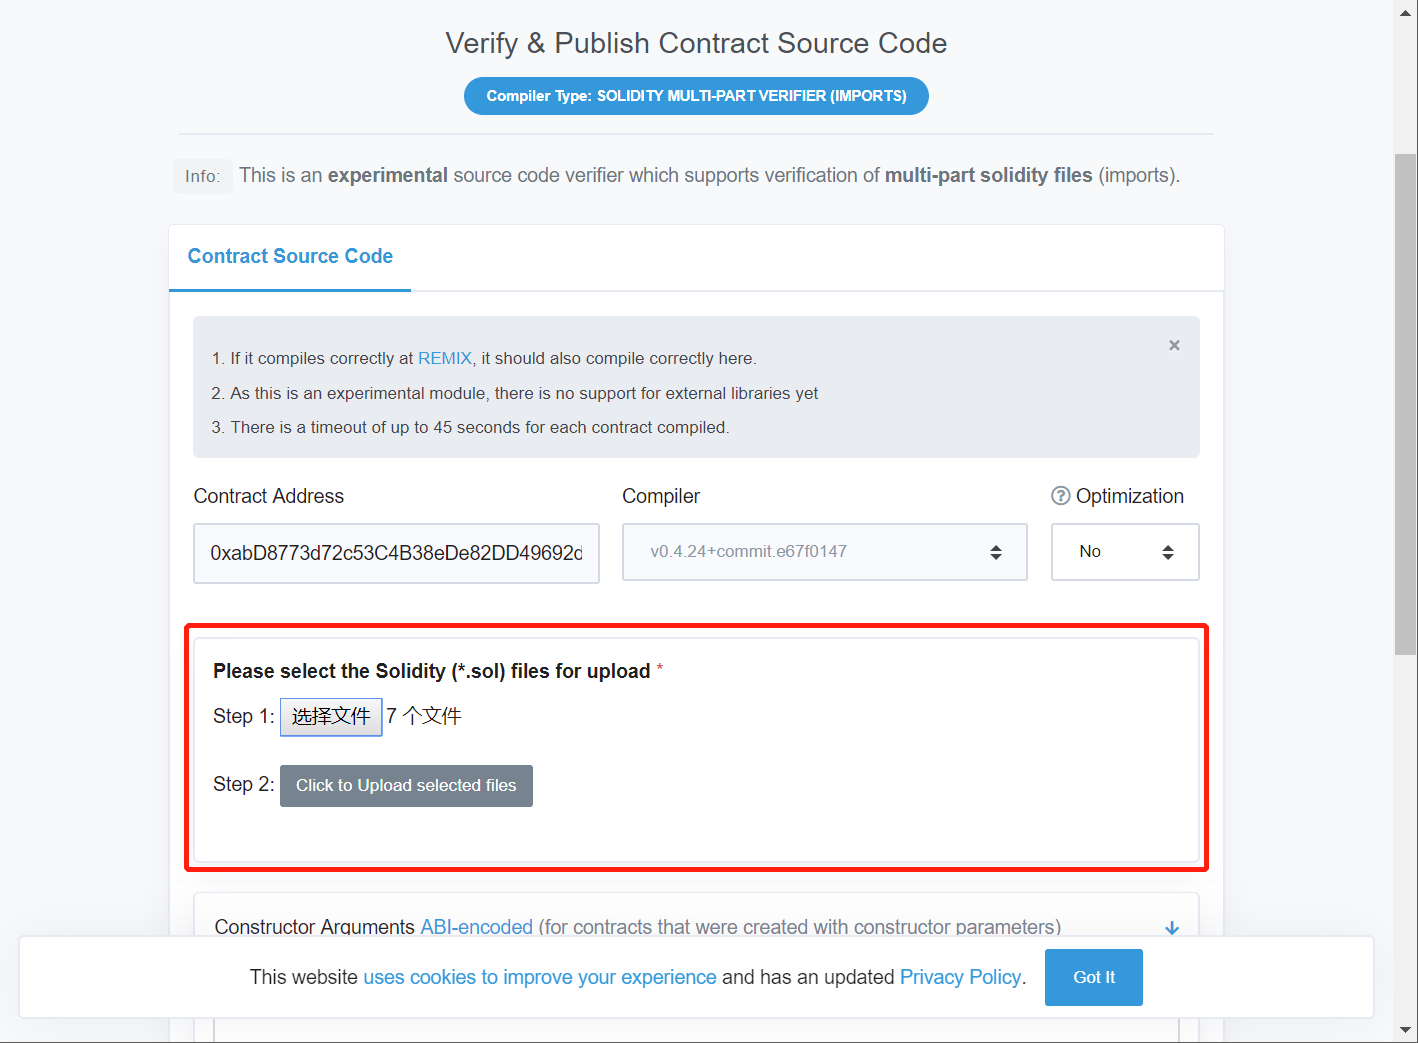 Verify & Publish Contract Source Code
Compiler Type: SOLIDITY MULTI-PART VERIFIER (IMPORTS)
Info: This is an experimental source code verifier which supports verification of multi-part solidity files (imports).
Contract Source Code
1. If it compiles correctly at REMIX, it should also compile correctly here.
2. As this is an experimental module, there is no support for external libraries yet
3. There is a timeout of up to 45 seconds for each contract compiled.
Contract Address Compiler Optimization
0xabD8773d72c53C4B38eDe82DD49692d v0.4.24+commit.e67f0147 No
Please select the Solidity (*.sol) files for upload *
Step 1: 选择文件 7 个文件
Step 2: Click to Upload selected files
Constructor Arguments ABI-encoded (for contracts that were created with constructor parameters)
This website uses cookies to improve your experience and has an updated Privacy Policy. Got It